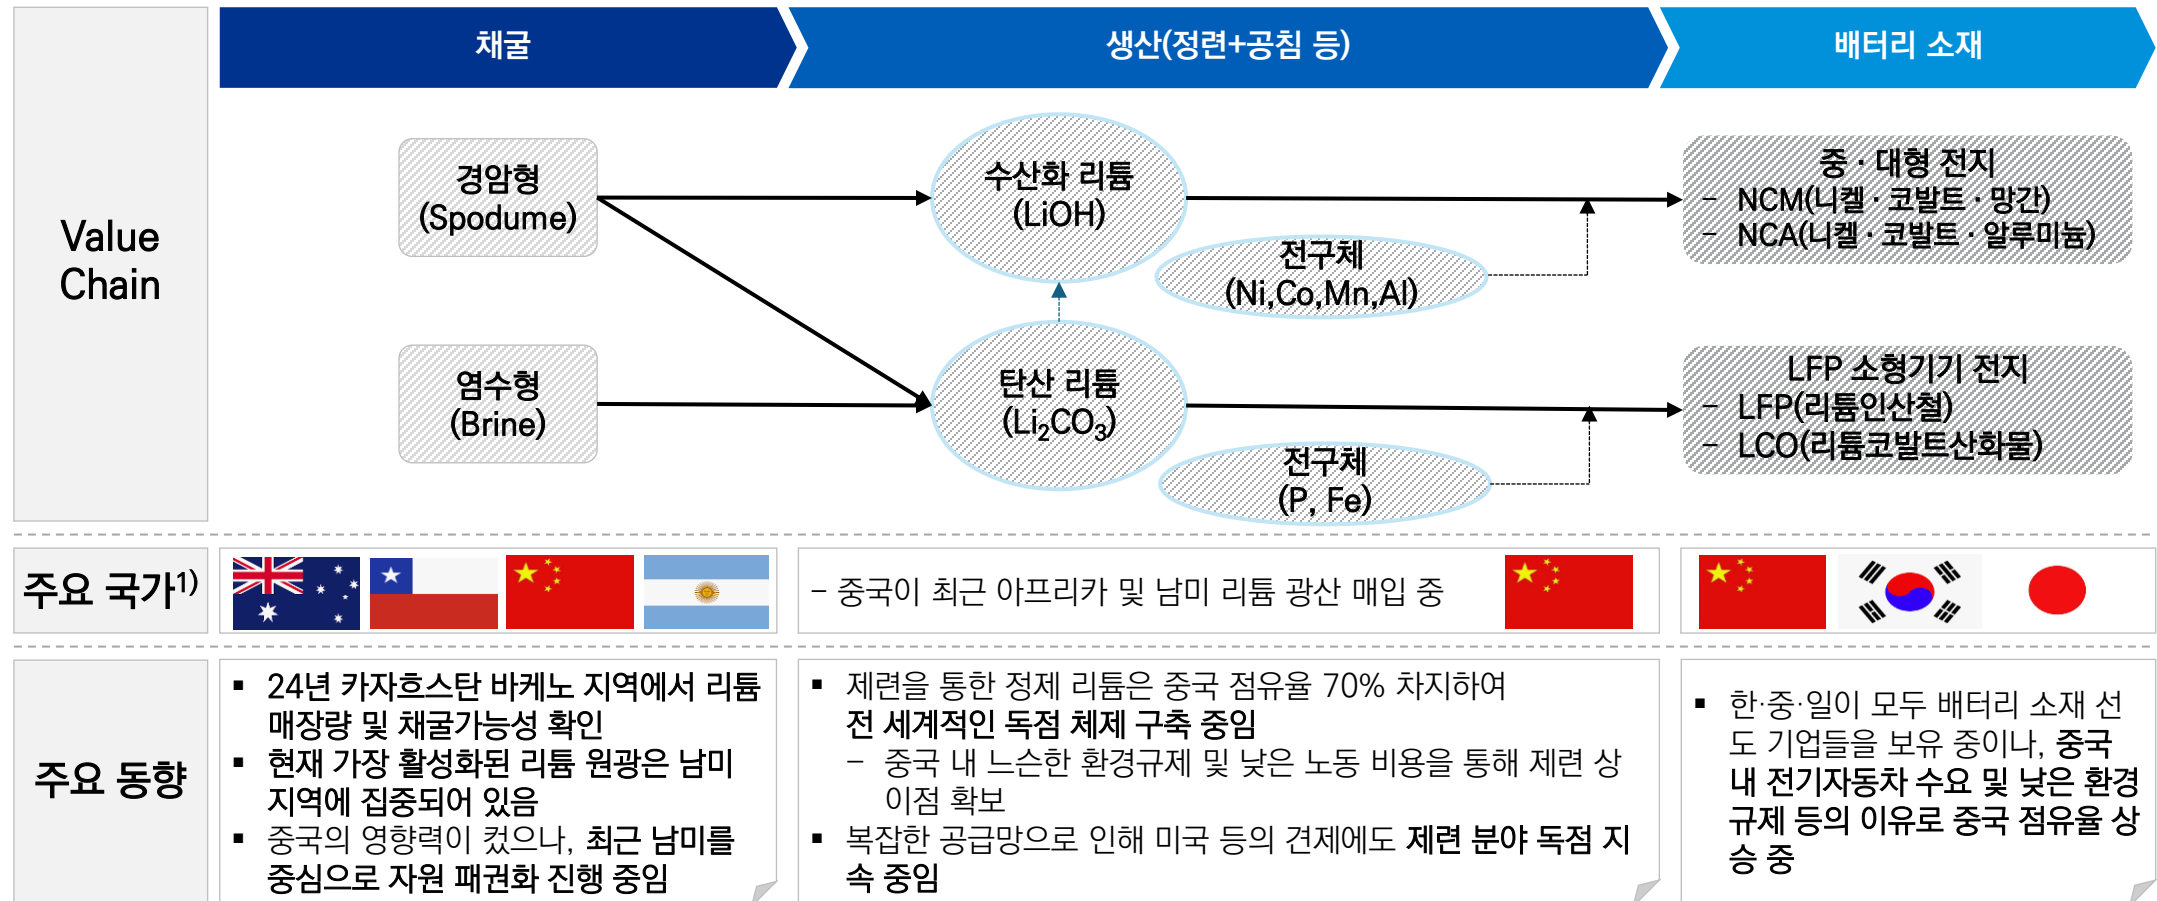 채굴
생산(정련+공침 등)
배터리 소재
Value
Chain
경암형
(Spodume)
염수형
(Brine)
수산화 리튬
(LiOH)
전구체
(Ni,Co,Mn,Al)
탄산 리튬
(Li₂CO₃)
전구체
(P, Fe)
중 · 대형 전지
– NCM(니켈 · 코발트 · 망간)
– NCA(니켈 · 코발트 · 알루미늄)
LFP 소형기기 전지
– LFP(리튬인산철)
– LCO(리튬코발트산화물)
주요 국가¹⁾
– 중국이 최근 아프리카 및 남미 리튬 광산 매입 중
주요 동향
▪ 24년 카자흐스탄 바케노 지역에서 리튬
매장량 및 채굴가능성 확인
▪ 현재 가장 활성화된 리튬 원광은 남미
지역에 집중되어 있음
▪ 중국의 영향력이 컸으나, 최근 남미를
중심으로 자원 패권화 진행 중임
▪ 제련을 통한 정제 리튬은 중국 점유율 70% 차지하여
전 세계적인 독점 체제 구축 중임
– 중국 내 느슨한 환경규제 및 낮은 노동 비용을 통해 제련 상
이점 확보
▪ 복잡한 공급망으로 인해 미국 등의 견제에도 제련 분야 독점 지
속 중임
▪ 한·중·일이 모두 배터리 소재 선
도 기업들을 보유 중이나, 중국
내 전기자동차 수요 및 낮은 환경
규제 등의 이유로 중국 점유율 상
승 중